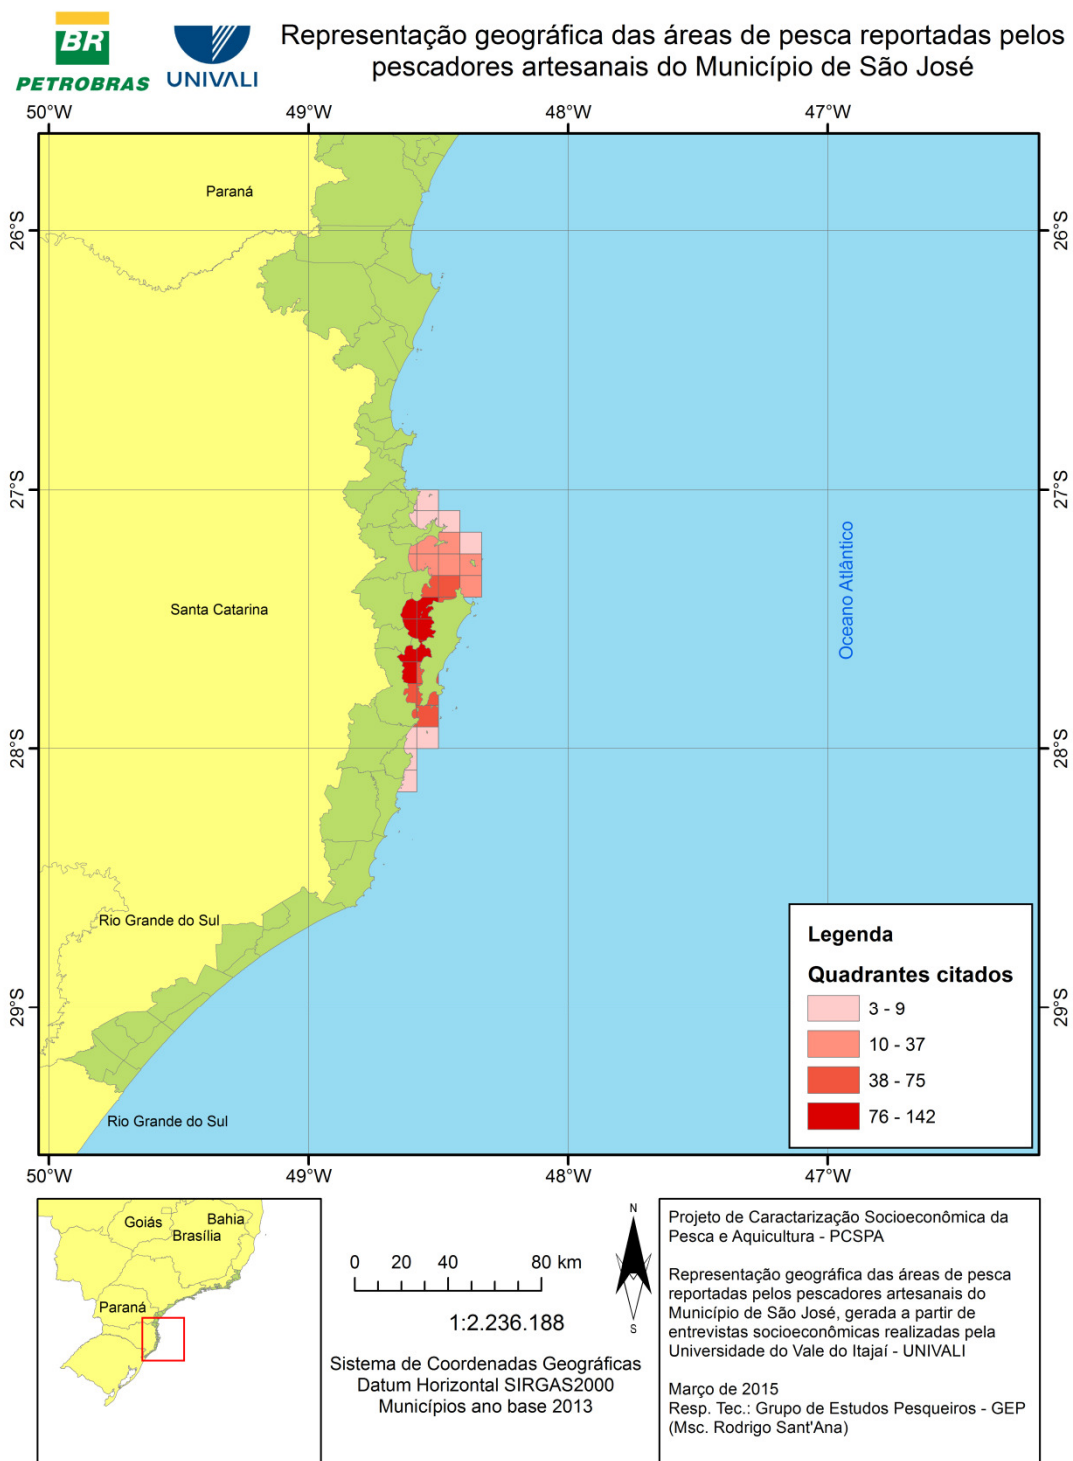 BR
PETROBRAS
UNIVALI
Representação geográfica das áreas de pesca reportadas pelos
pescadores artesanais do Município de São José
50°W 49°W 48°W 47°W
26°S 26°S
27°S 27°S
28°S 28°S
29°S 29°S
Paraná
Santa Catarina
Oceano Atlântico
Rio Grande do Sul
Rio Grande do Sul
Legenda
Quadrantes citados
3 - 9
10 - 37
38 - 75
76 - 142
50°W 49°W 48°W 47°W
Goiás
Bahia
Brasília
Paraná
0 20 40 80 km
1:2.236.188
Sistema de Coordenadas Geográficas
Datum Horizontal SIRGAS2000
Municípios ano base 2013
N
S
Projeto de Caractarização Socioeconômica da
Pesca e Aquicultura - PCSPA
Representação geográfica das áreas de pesca
reportadas pelos pescadores artesanais do
Município de São José, gerada a partir de
entrevistas socioeconômicas realizadas pela
Universidade do Vale do Itajaí - UNIVALI
Março de 2015
Resp. Tec.: Grupo de Estudos Pesqueiros - GEP
(Msc. Rodrigo Sant'Ana)